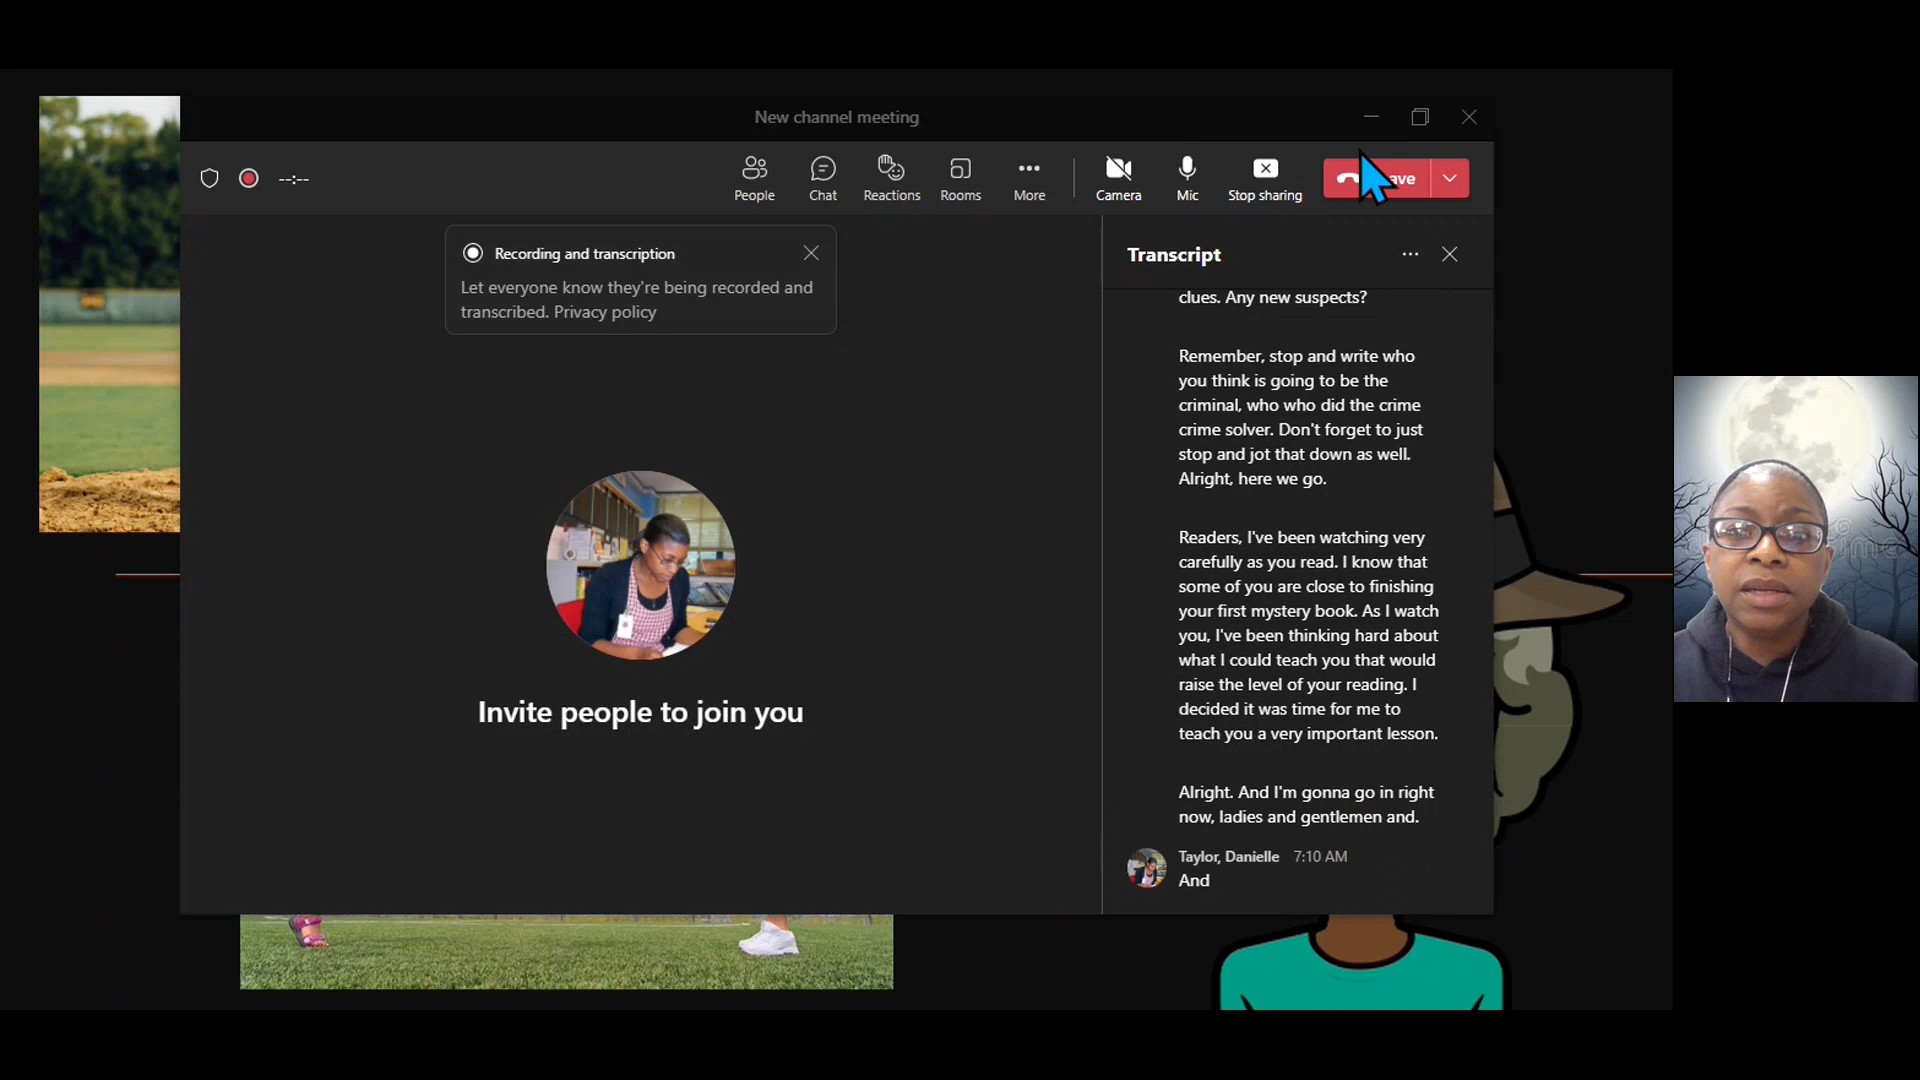 New channel meeting
--:--
People
Chat
Reactions
Rooms
More
Camera
Mic
Stop sharing
Recording and transcription
Let everyone know they're being recorded and
transcribed. Privacy policy
Invite people to join you
Transcript
clues. Any new suspects?
Remember, stop and write who
you think is going to be the
criminal, who who did the crime
crime solver. Don't forget to just
stop and jot that down as well.
Alright, here we go.
Readers, I've been watching very
carefully as you read. I know that
some of you are close to finishing
your first mystery book. As I watch
you, I've been thinking hard about
what I could teach you that would
raise the level of your reading. I
decided it was time for me to
teach you a very important lesson.
Alright. And I'm gonna go in right
now, ladies and gentlemen and.
Taylor, Danielle 7:10 AM
And